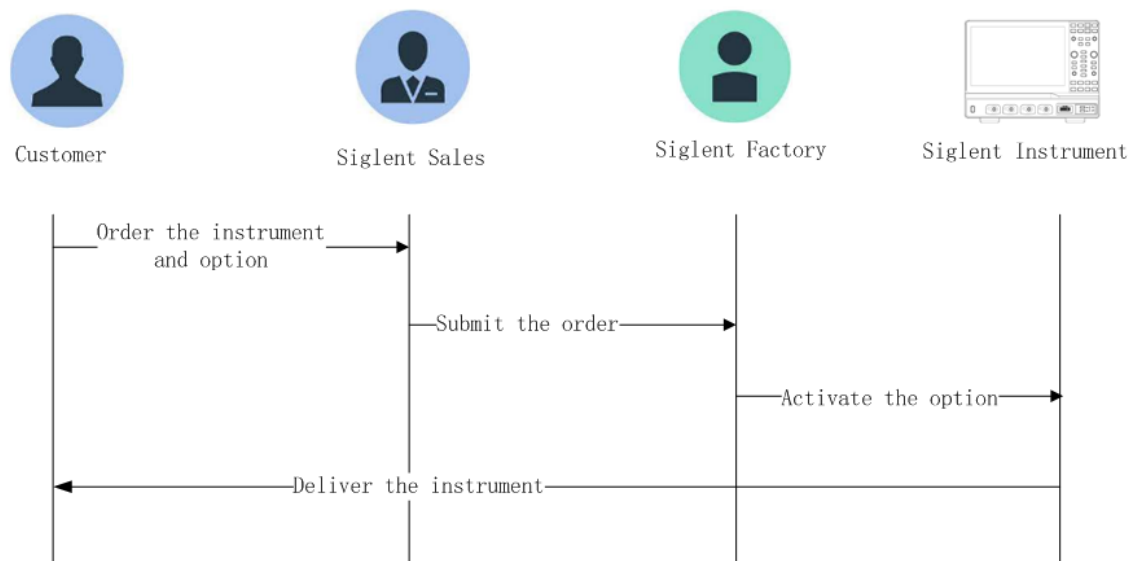 Customer
Siglent Sales
Siglent Factory
Siglent Instrument
Order the instrument
and option
Submit the order
Activate the option
Deliver the instrument